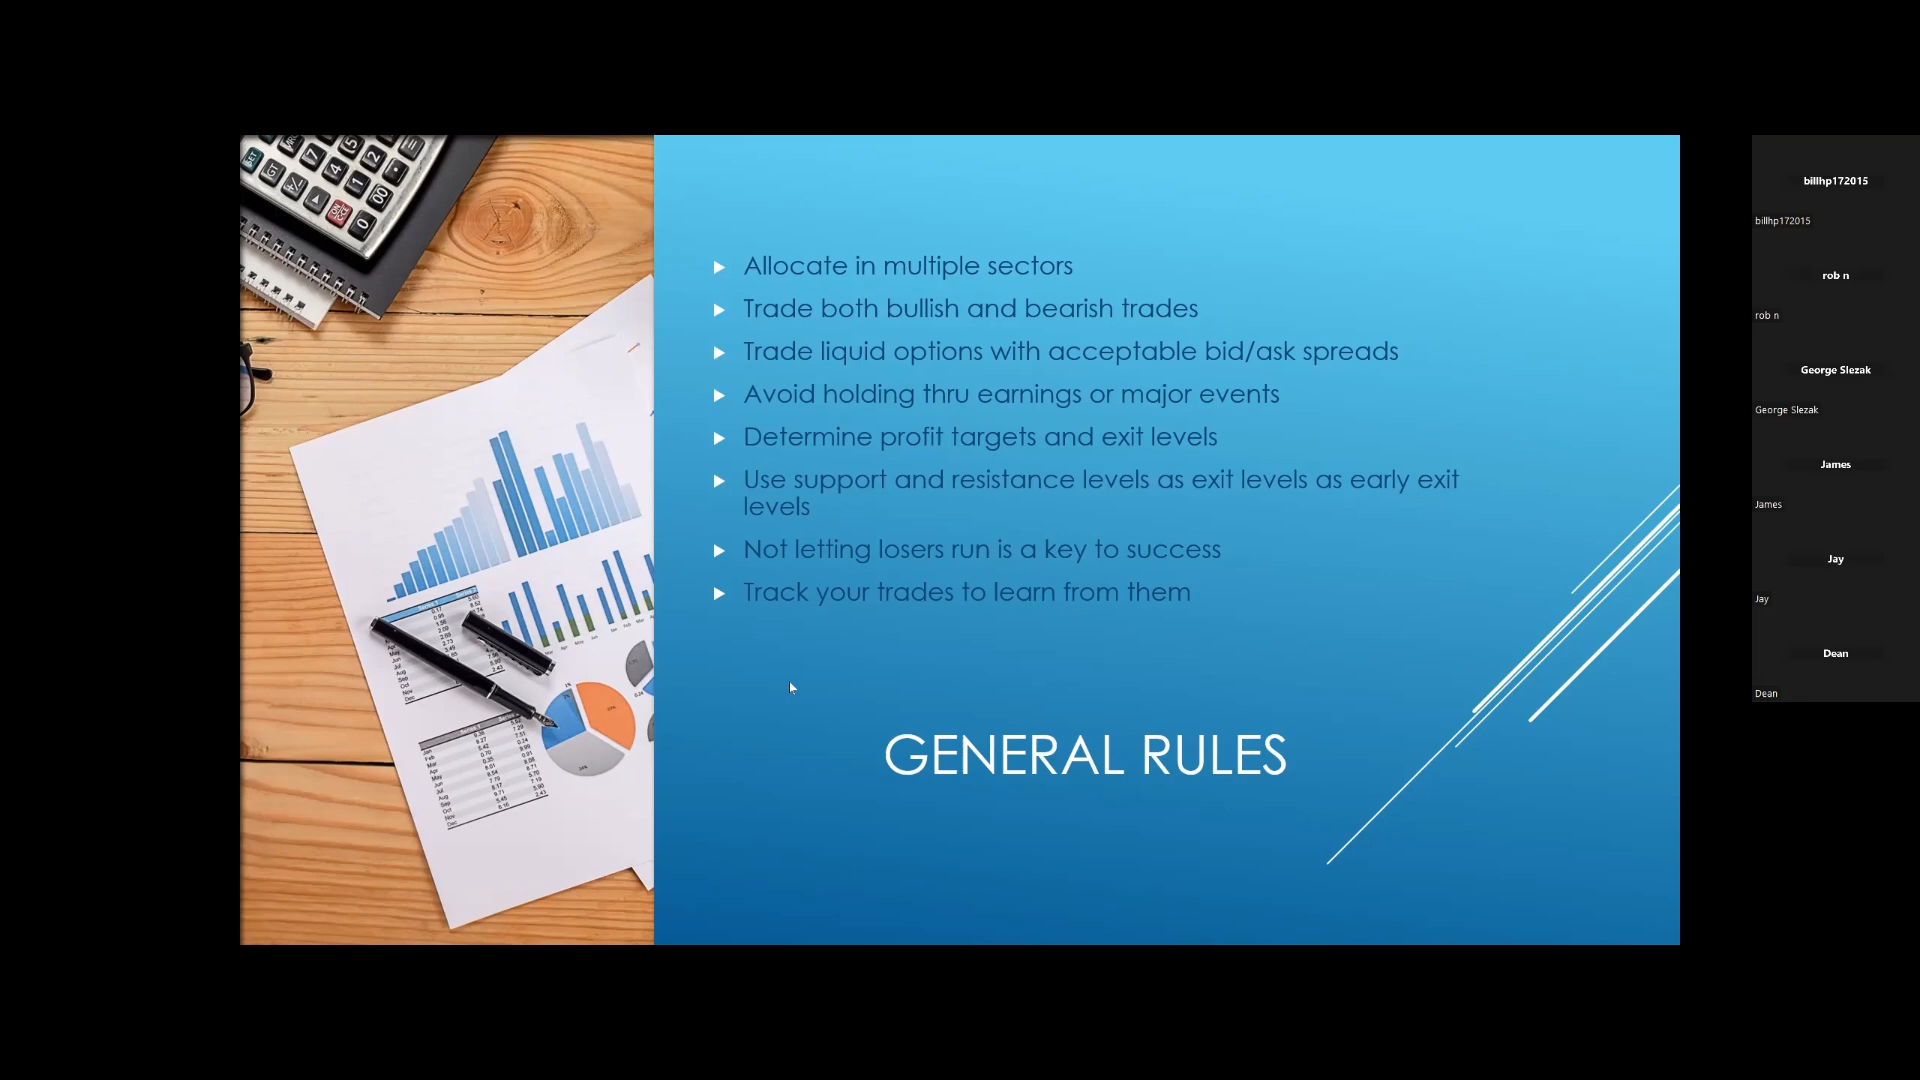 Allocate in multiple sectors
Trade both bullish and bearish trades
Trade liquid options with acceptable bid/ask spreads
Avoid holding thru earnings or major events
Determine profit targets and exit levels
Use support and resistance levels as exit levels as early exit
levels
Not letting losers run is a key to success
Track your trades to learn from them
GENERAL RULES
billhp172015
billhp172015
rob n
rob n
George Slezak
George Slezak
James
James
Jay
Jay
Dean
Dean